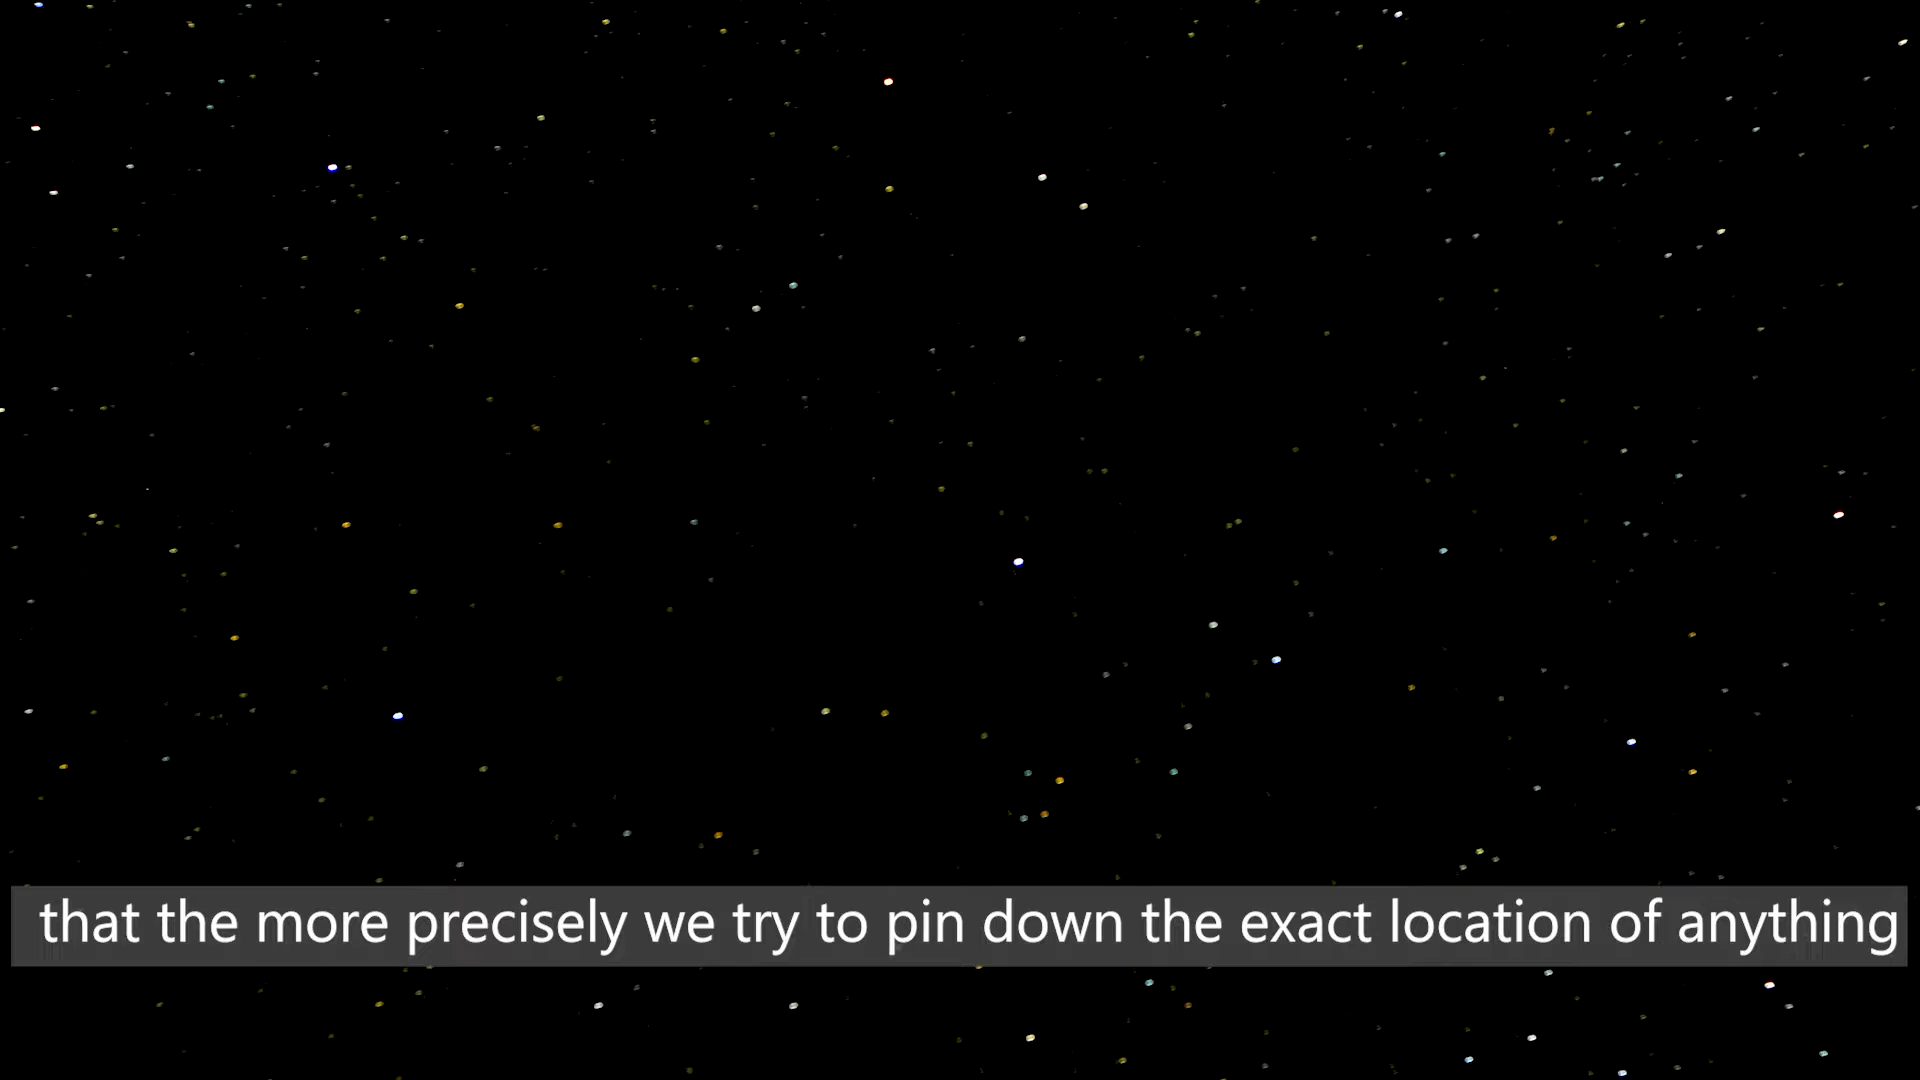 that the more precisely we try to pin down the exact location of anything